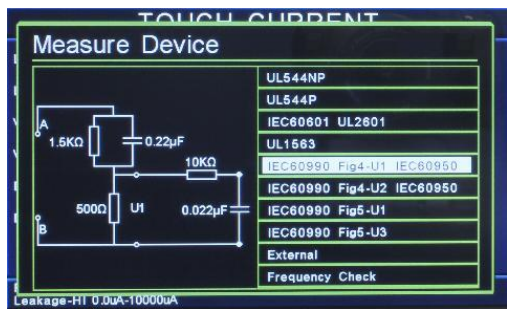 TOUCH CURRENT
Measure Device
A
1.5KΩ
0.22μF
10KΩ
500Ω
U1
0.022μF
B
UL544NP
UL544P
IEC60601 UL2601
UL1563
IEC60990 Fig4-U1 IEC60950
IEC60990 Fig4-U2 IEC60950
IEC60990 Fig5-U1
IEC60990 Fig5-U3
External
Frequency Check
Leakage-HI 0.0uA-10000uA